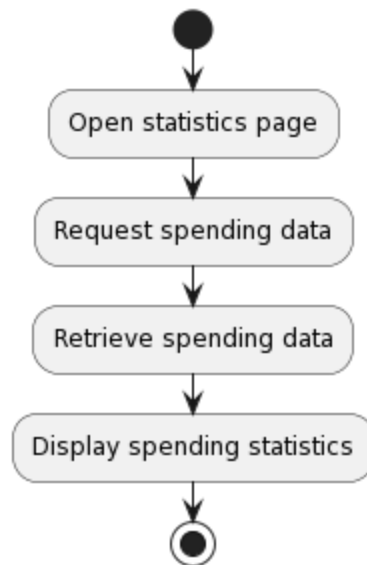 Open statistics page
Request spending data
Retrieve spending data
Display spending statistics